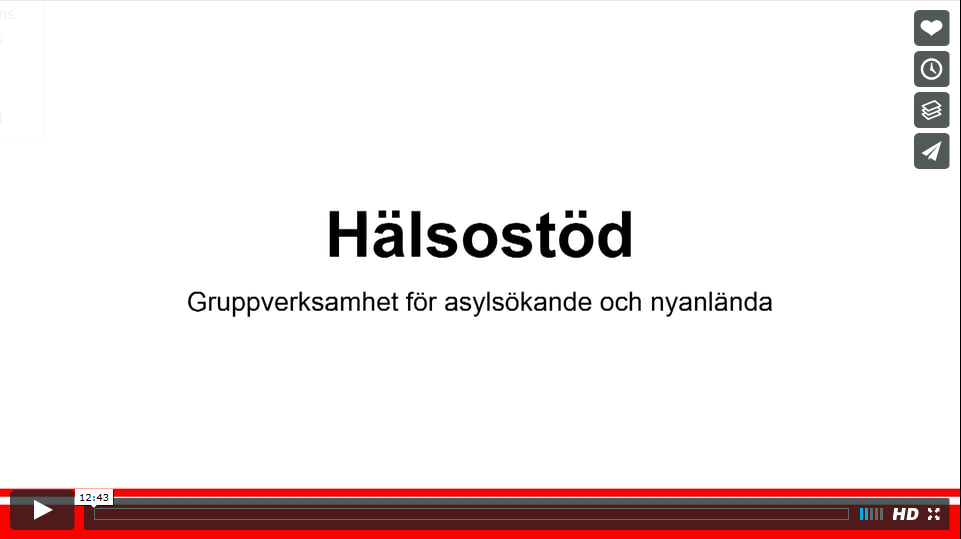 Hälsostöd
Gruppverksamhet för asylsökande och nyanlända
12:43
HD